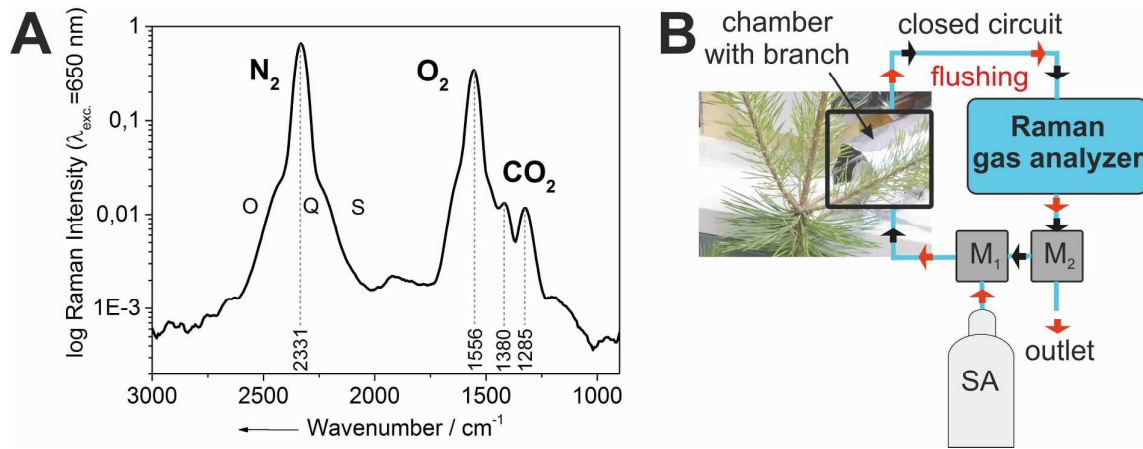 A
log Raman Intensity (λexc.=650 nm)
1
0,1
0,01
1E-3
N₂
O₂
CO₂
O
Q
S
2331
1556
1380
1285
3000
2500
2000
1500
1000
Wavenumber / cm⁻¹
B
chamber
with branch
closed circuit
flushing
Raman
gas analyzer
M₁
M₂
SA
outlet